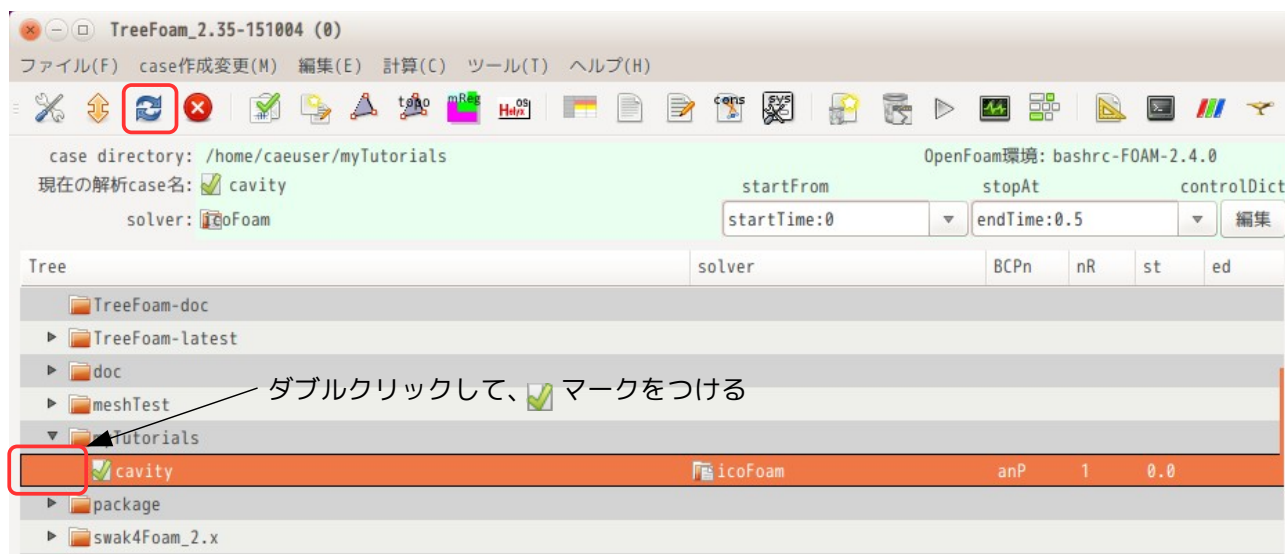 TreeFoam_2.35-151004 (0)
ファイル(F) case作成変更(M) 編集(E) 計算(C) ツール(T) ヘルプ(H)
topo mReg Helyx OS cons sys
case directory: /home/caeuser/myTutorials OpenFoam環境: bashrc-FOAM-2.4.0
現在の解析case名: cavity startFrom stopAt controlDict
solver: icoFoam startTime:0 endTime:0.5 編集
Tree solver BCPn nR st ed
TreeFoam-doc
TreeFoam-latest
doc
ダブルクリックして、 マークをつける
meshTest
myTutorials
cavity icoFoam anP 1 0.0
package
swak4Foam_2.x